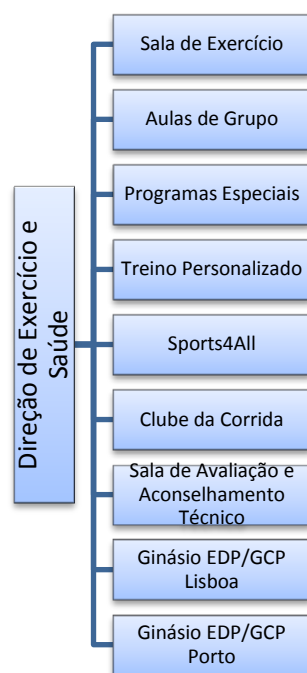 Direção de Exercício e
Saúde
Sala de Exercício
Aulas de Grupo
Programas Especiais
Treino Personalizado
Sports4All
Clube da Corrida
Sala de Avaliação e
Aconselhamento
Técnico
Ginásio EDP/GCP
Lisboa
Ginásio EDP/GCP
Porto